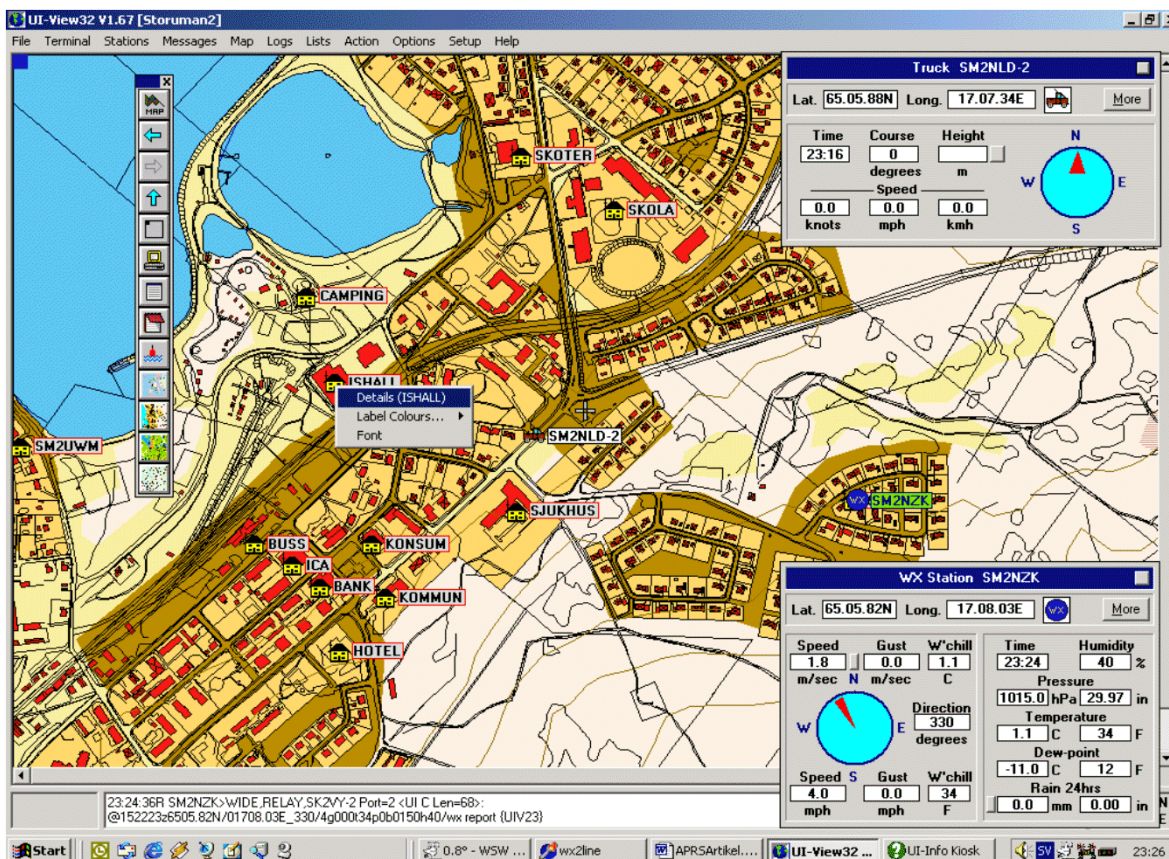 UI-View32 V1.67 [Storuman2]
File Terminal Stations Messages Map Logs Lists Action Options Setup Help
MAP
Truck SM2NLD-2
Lat. 65.05.88N Long. 17.07.34E More
Time Course Height
23:16 0
degrees m
Speed
0.0 0.0 0.0
knots mph kmh
N
W E
S
SKOTER
SKOLA
CAMPING
ISHALL
Details (ISHALL)
Label Colours...
Font
SM2UWM
SM2NLD-2
WX SM2NZK
SJUKHUS
BUSS
KONSUM
ICA
BANK
KOMMUN
HOTEL
WX Station SM2NZK
Lat. 65.05.82N Long. 17.08.03E WX More
Speed Gust W'chill
1.8 0.0 1.1
m/sec N m/sec C
W E
Direction
330
degrees
Speed S Gust W'chill
4.0 0.0 34
mph mph F
Time Humidity
23:24 40 %
Pressure
1015.0 hPa 29.97 in
Temperature
1.1 C 34 F
Dew-point
-11.0 C 12 F
Rain 24hrs
0.0 mm 0.00 in
23:24:36R SM2NZK>WIDE,RELAY,SK2VY-2 Port=2 <UI C Len=68>:
@152223z6505.82N/01708.03E_330/4g000t34p0b0150h40/wx report {UIV23}
Start
0.8° - WSW ...
wx2line
APRSArtikel....
UI-View32 ...
UI-Info Kiosk
SV
23:26